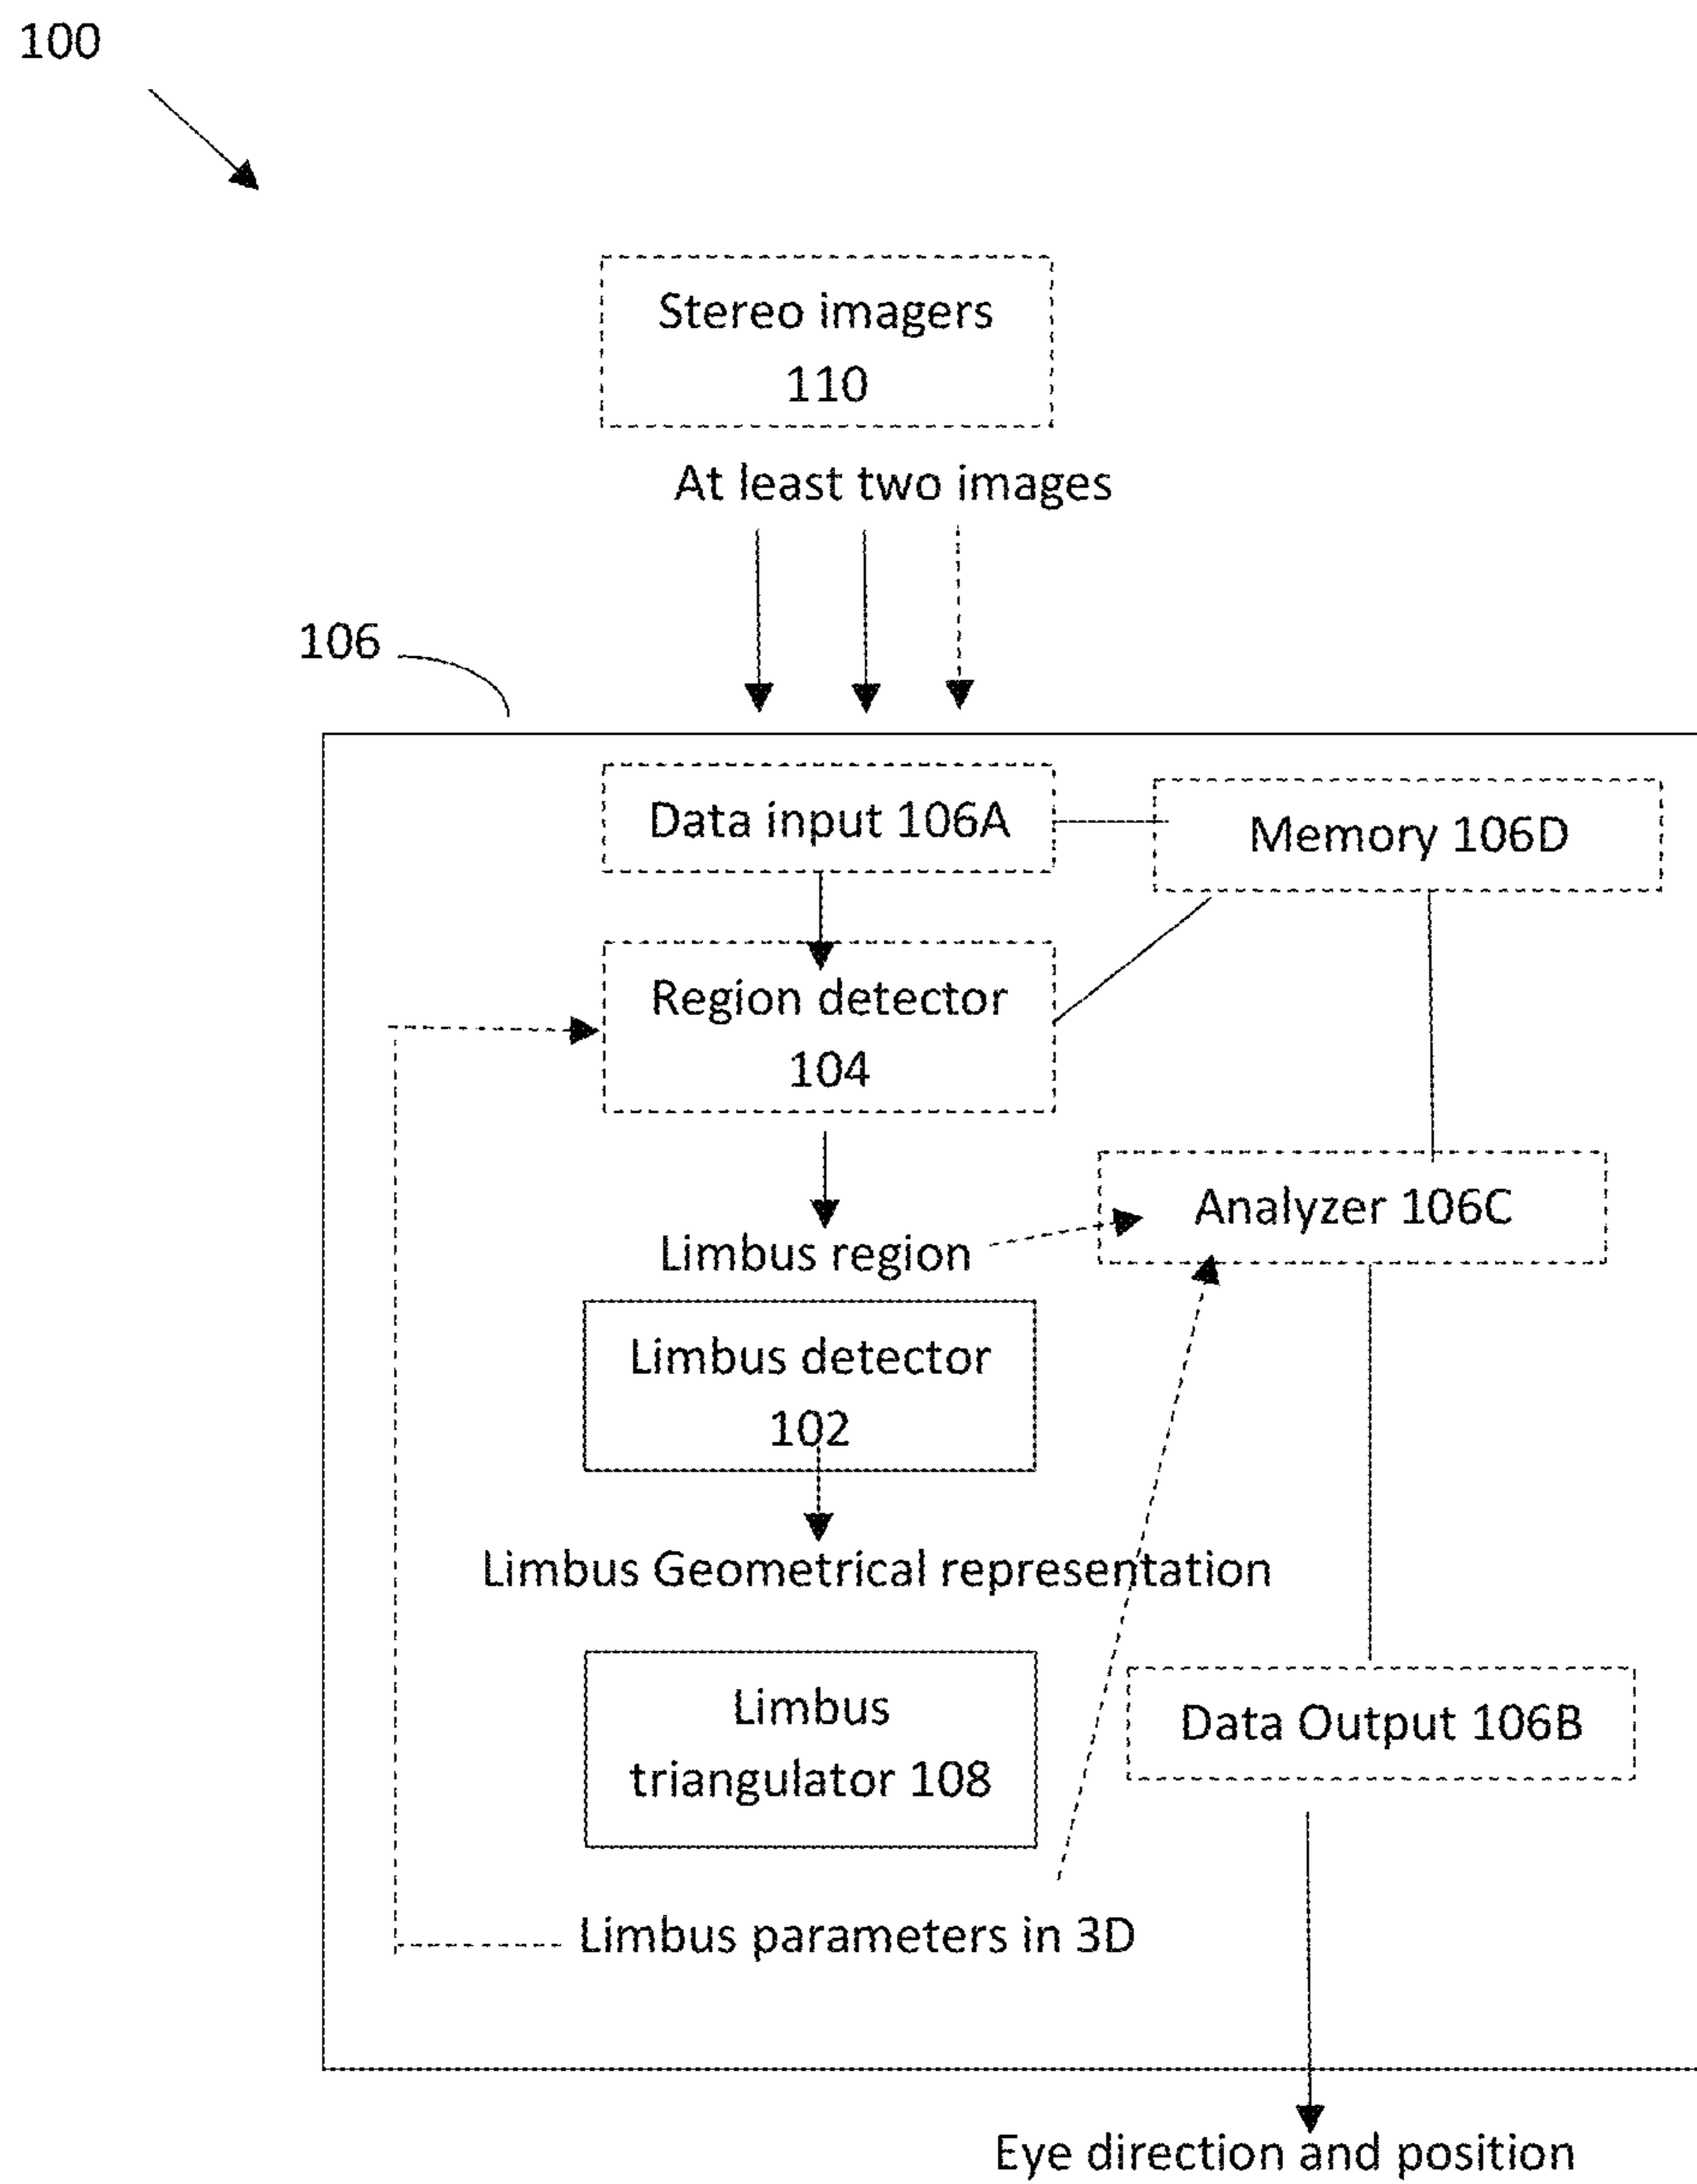 100
Stereo imagers
110
At least two images
106
Data input 106A
Memory 106D
Region detector
104
Analyzer 106C
Limbus region
Limbus detector
102
Limbus Geometrical representation
Limbus
triangulator 108
Data Output 106B
Limbus parameters in 3D
Eye direction and position